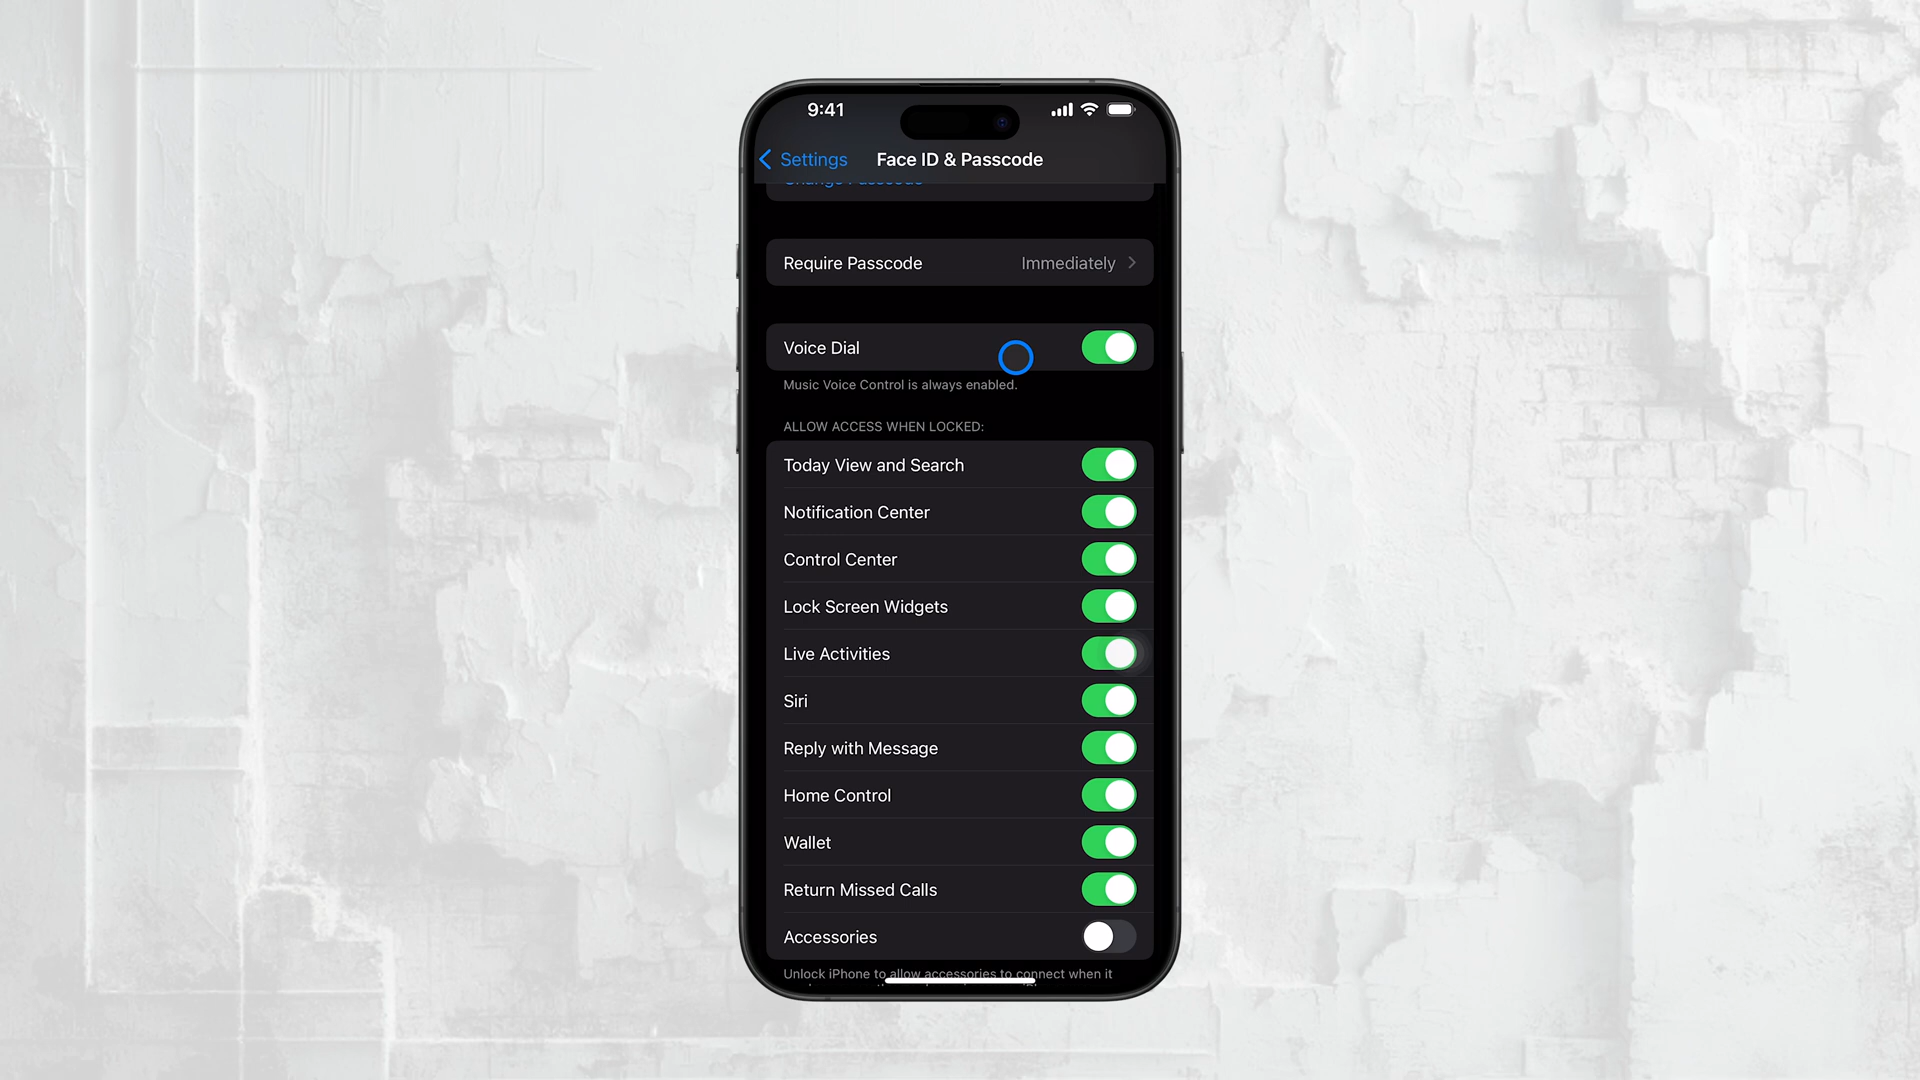 9:41
Settings
Face ID & Passcode
Change Passcode
Require Passcode
Immediately
Voice Dial
Music Voice Control is always enabled.
ALLOW ACCESS WHEN LOCKED:
Today View and Search
Notification Center
Control Center
Lock Screen Widgets
Live Activities
Siri
Reply with Message
Home Control
Wallet
Return Missed Calls
Accessories
Unlock iPhone to allow accessories to connect when it